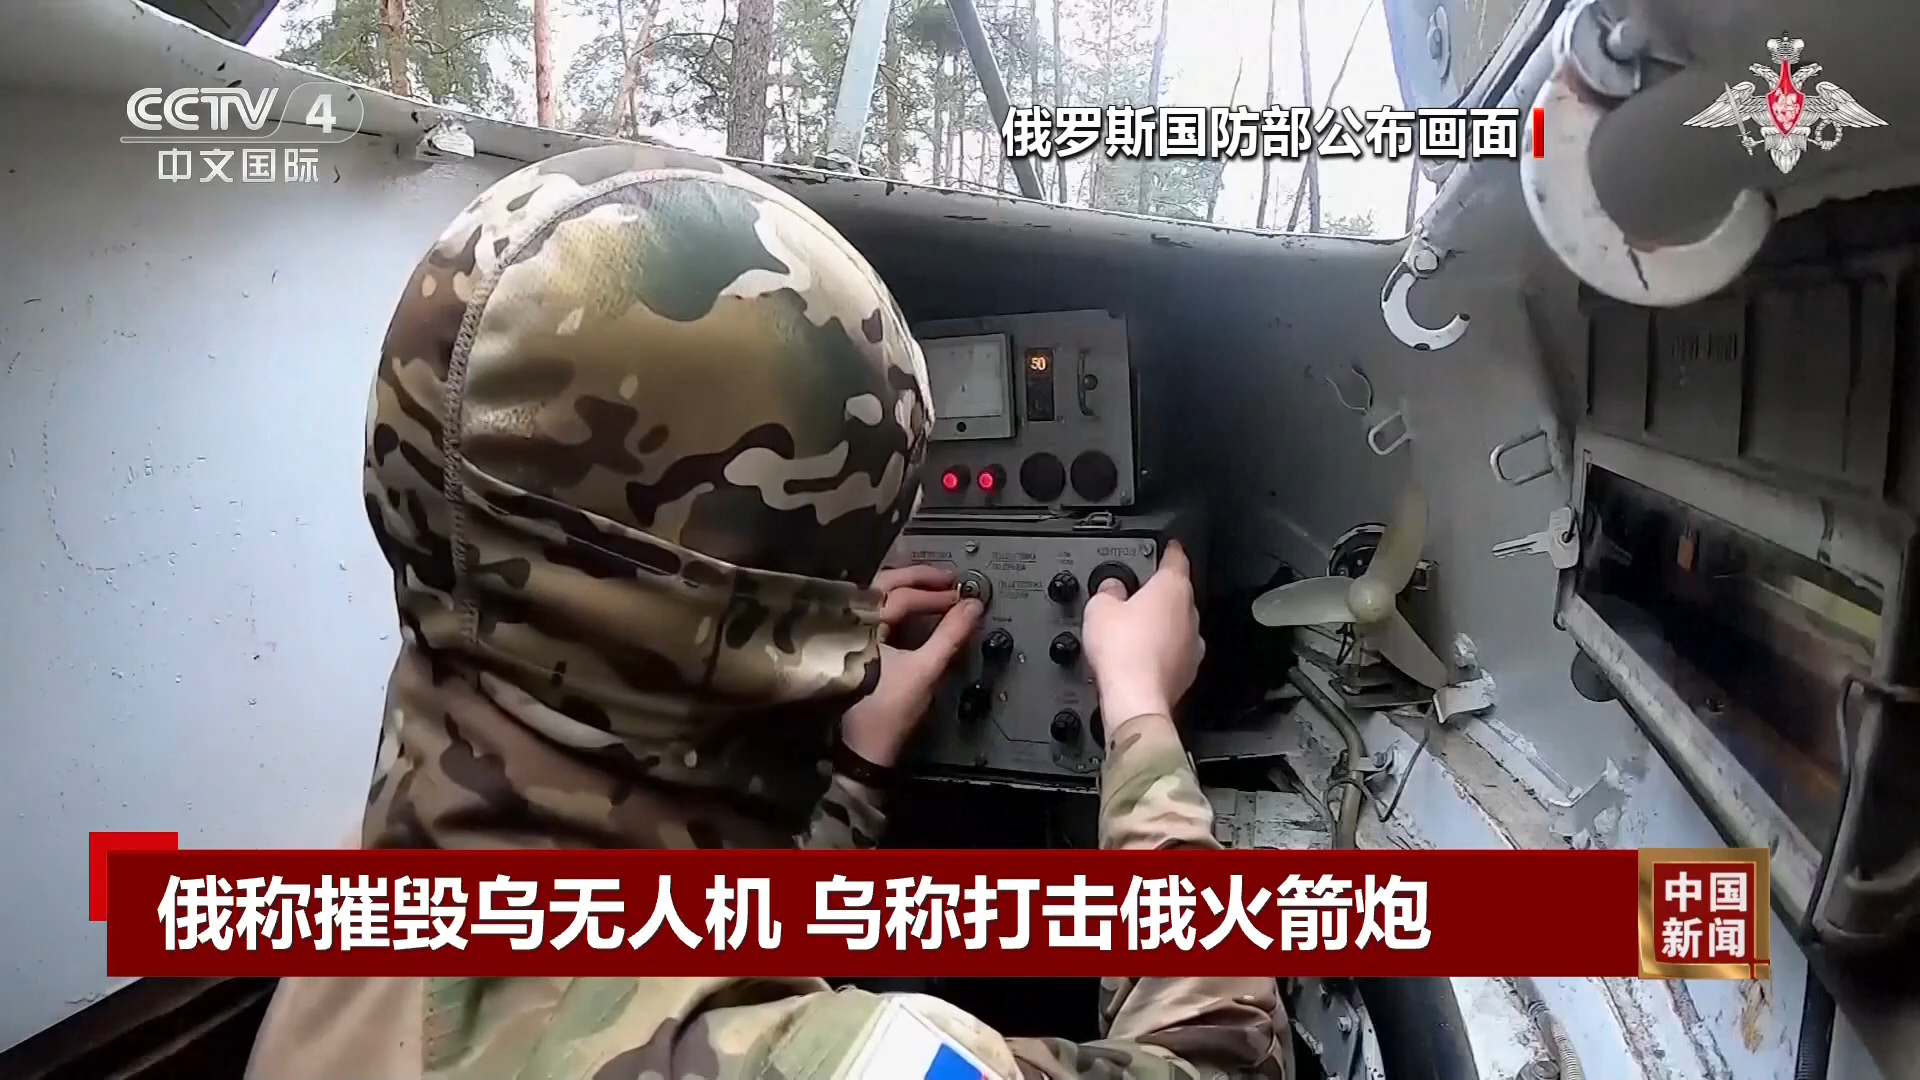 CCTV 4
中文国际
俄罗斯国防部公布画面
50
КОНТРОЛЬ
俄称摧毁乌无人机 乌称打击俄火箭炮
中国
新闻